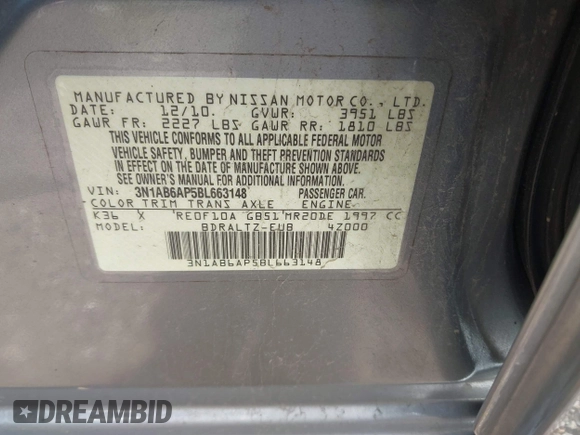 MANUFACTURED BY NISSAN MOTOR CO., LTD.
DATE: 12/10. GVWR: 3951 LBS
GAWR FR: 2227 LBS GAWR RR: 1810 LBS
THIS VEHICLE CONFORMS TO ALL APPLICABLE FEDERAL MOTOR
VEHICLE SAFETY, BUMPER AND THEFT PREVENTION STANDARDS
IN EFFECT ON THE DATE OF MANUFACTURE SHOWN ABOVE.
SEE OWNER'S MANUAL FOR ADDITIONAL INFORMATION.
VIN: 3N1AB6AP5BL663148 PASSENGER CAR.
COLOR TRIM TRANS AXLE ENGINE
K36 X RE0F10A GB51 MR20DE 1997 CC
MODEL: BDRALTZ-EUB 4Z000
3N1AB6AP5BL663148
DREAMBID